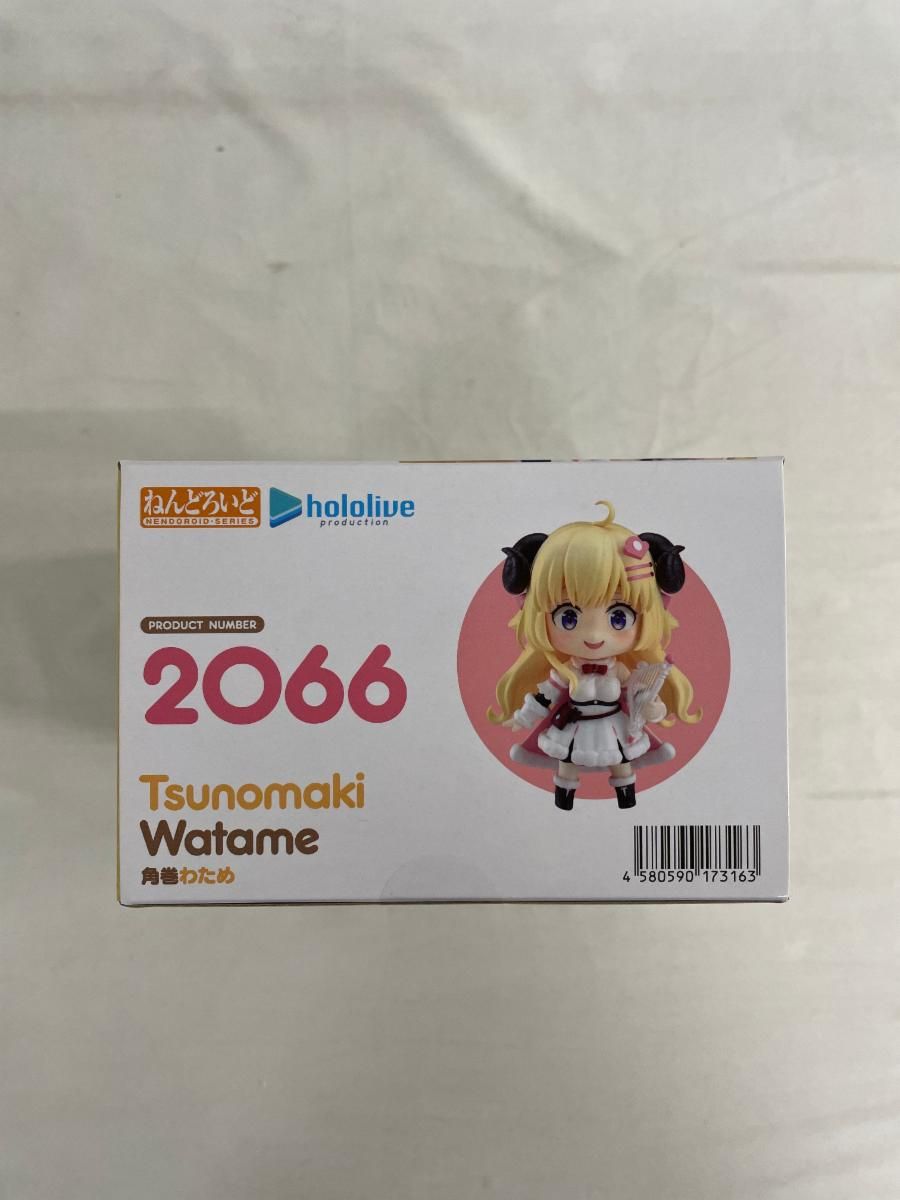 ねんどろいど
NENDOROID・SERIES
hololive
production
PRODUCT NUMBER
2066
Tsunomaki
Watame
角巻わため
4 580590 173163